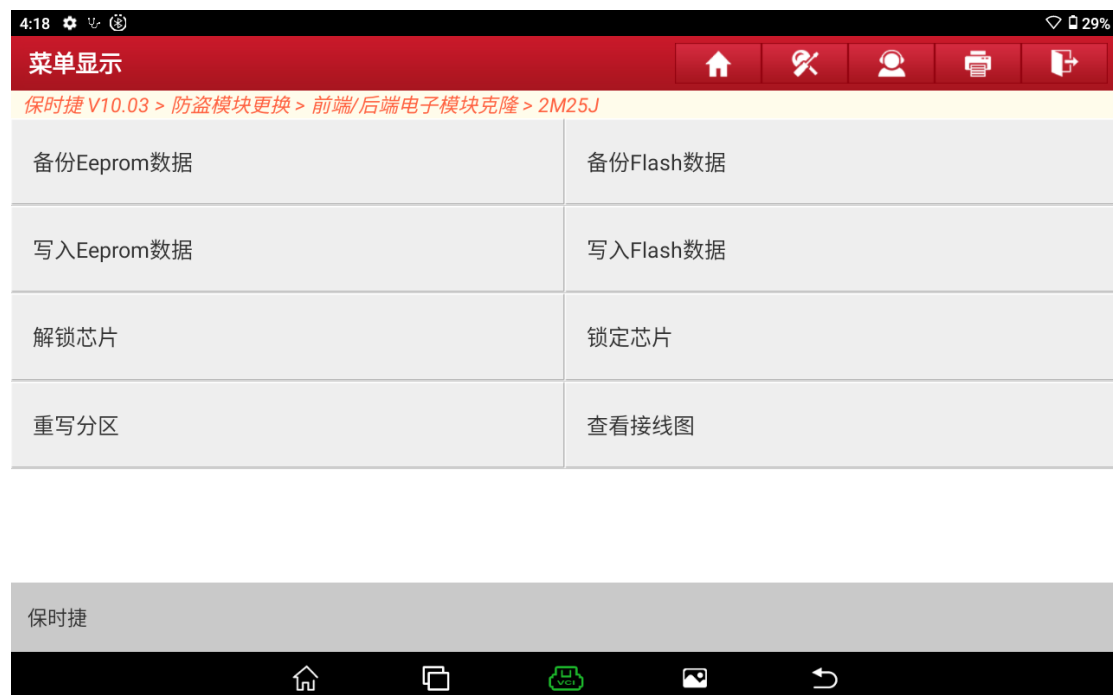 4:18 29%
菜单显示
保时捷 V10.03 > 防盗模块更换 > 前端/后端电子模块克隆 > 2M25J
备份Eeprom数据 备份Flash数据
写入Eeprom数据 写入Flash数据
解锁芯片 锁定芯片
重写分区 查看接线图
保时捷
VCI